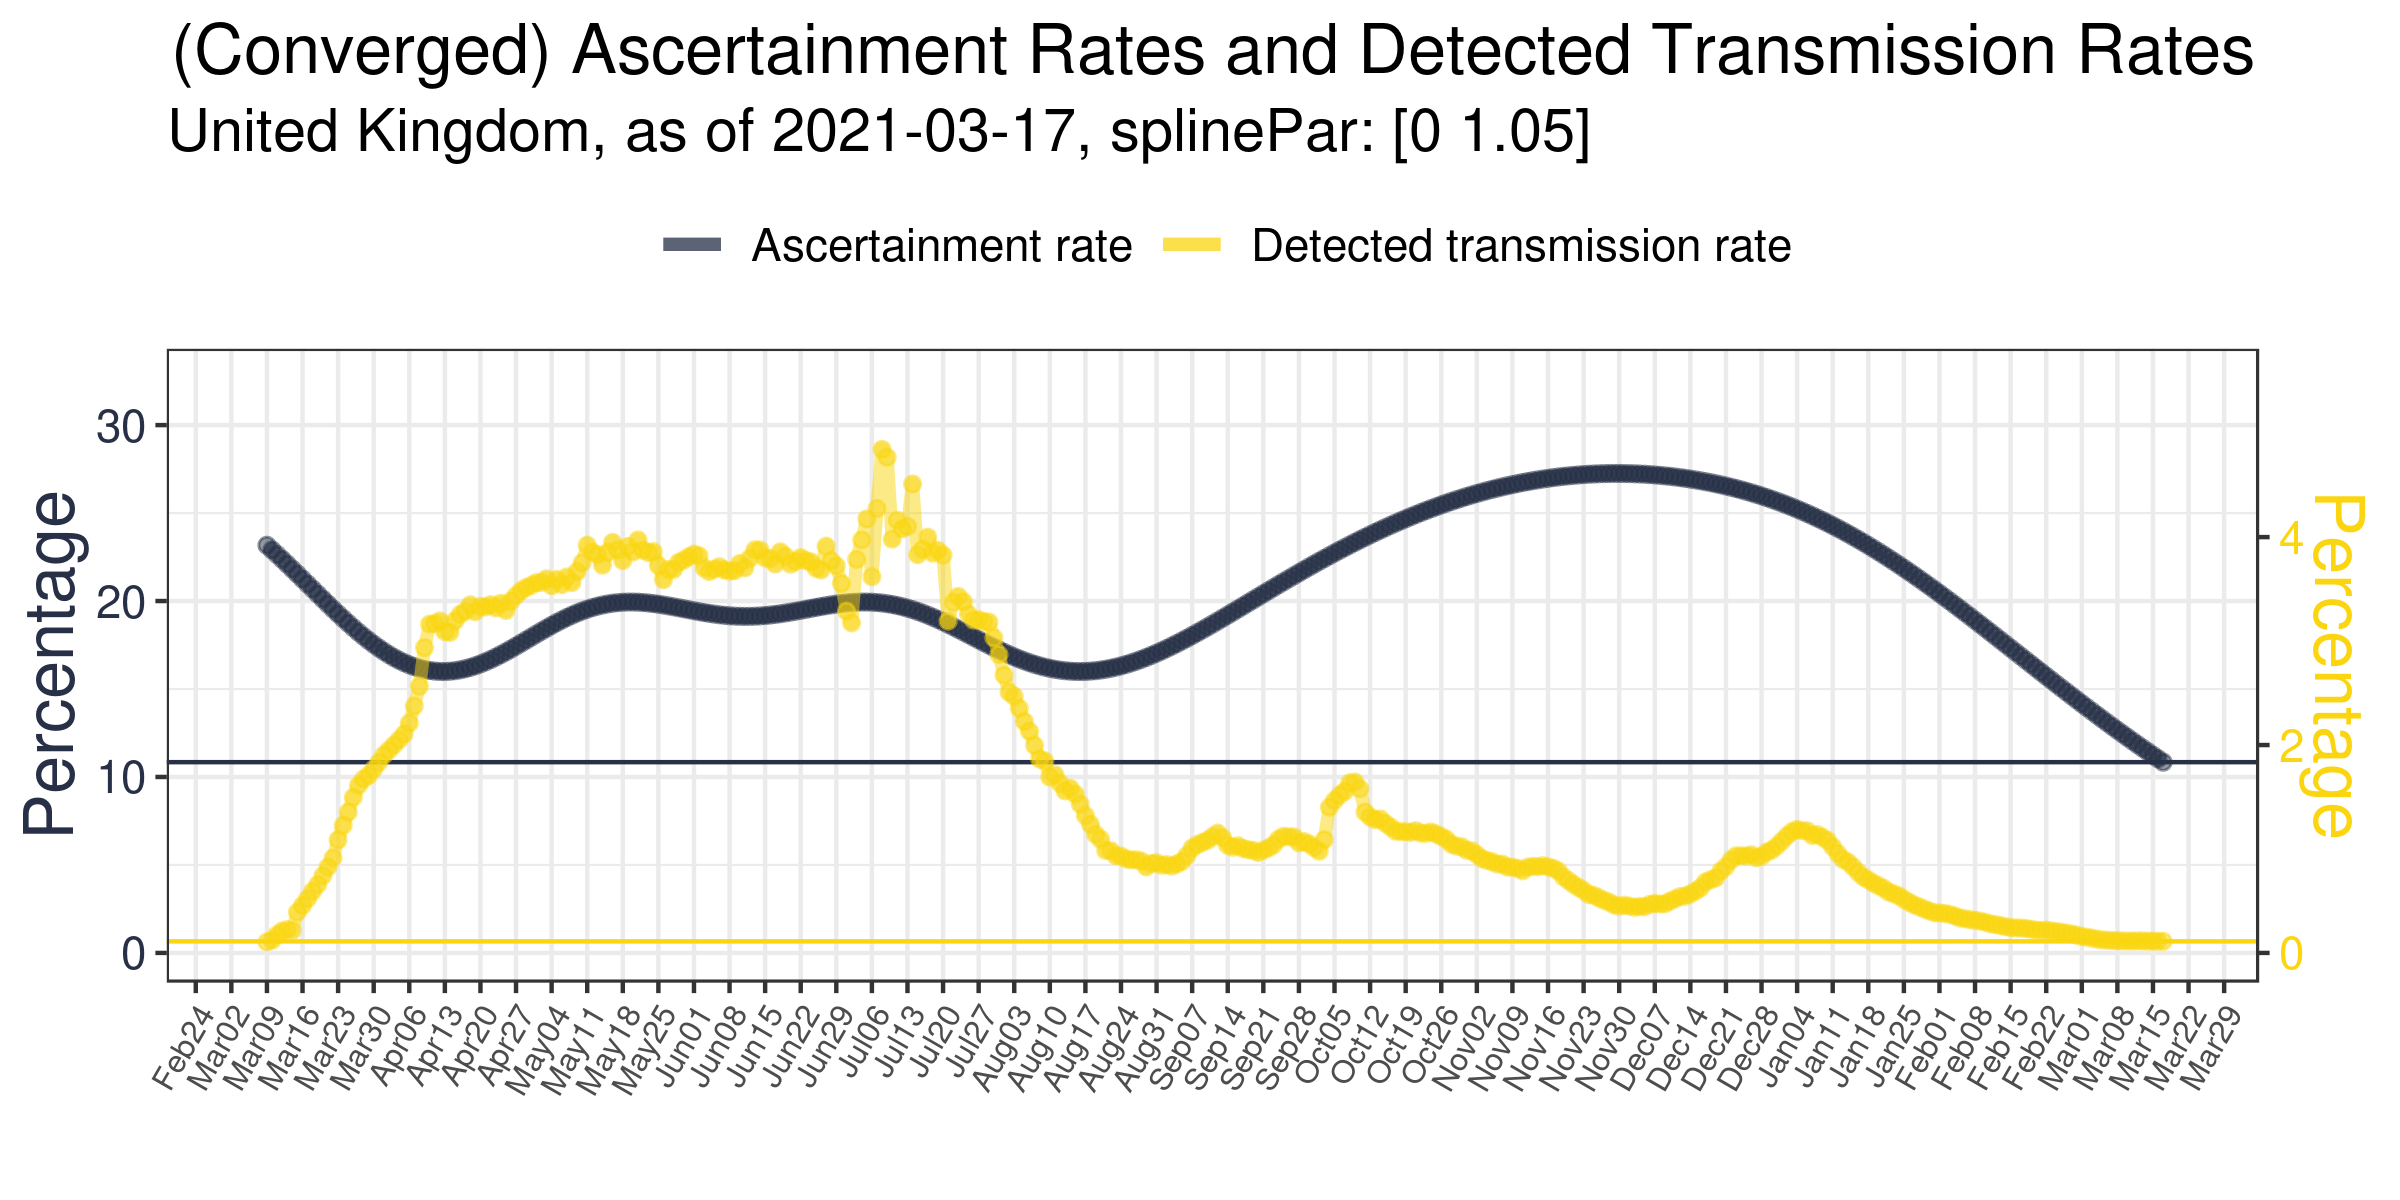 (Converged) Ascertainment Rates and Detected Transmission Rates
United Kingdom, as of 2021-03-17, splinePar: [0 1.05]
Ascertainment rate
Detected transmission rate
Percentage
30
20
10
0
4
2
0
Percentage
Feb24
Mar02
Mar09
Mar16
Mar23
Mar30
Apr06
Apr13
Apr20
Apr27
May04
May11
May18
May25
Jun01
Jun08
Jun15
Jun22
Jun29
Jul06
Jul13
Jul20
Jul27
Aug03
Aug10
Aug17
Aug24
Aug31
Sep07
Sep14
Sep21
Sep28
Oct05
Oct12
Oct19
Oct26
Nov02
Nov09
Nov16
Nov23
Nov30
Dec07
Dec14
Dec21
Dec28
Jan04
Jan11
Jan18
Jan25
Feb01
Feb08
Feb15
Feb22
Mar01
Mar08
Mar15
Mar22
Mar29